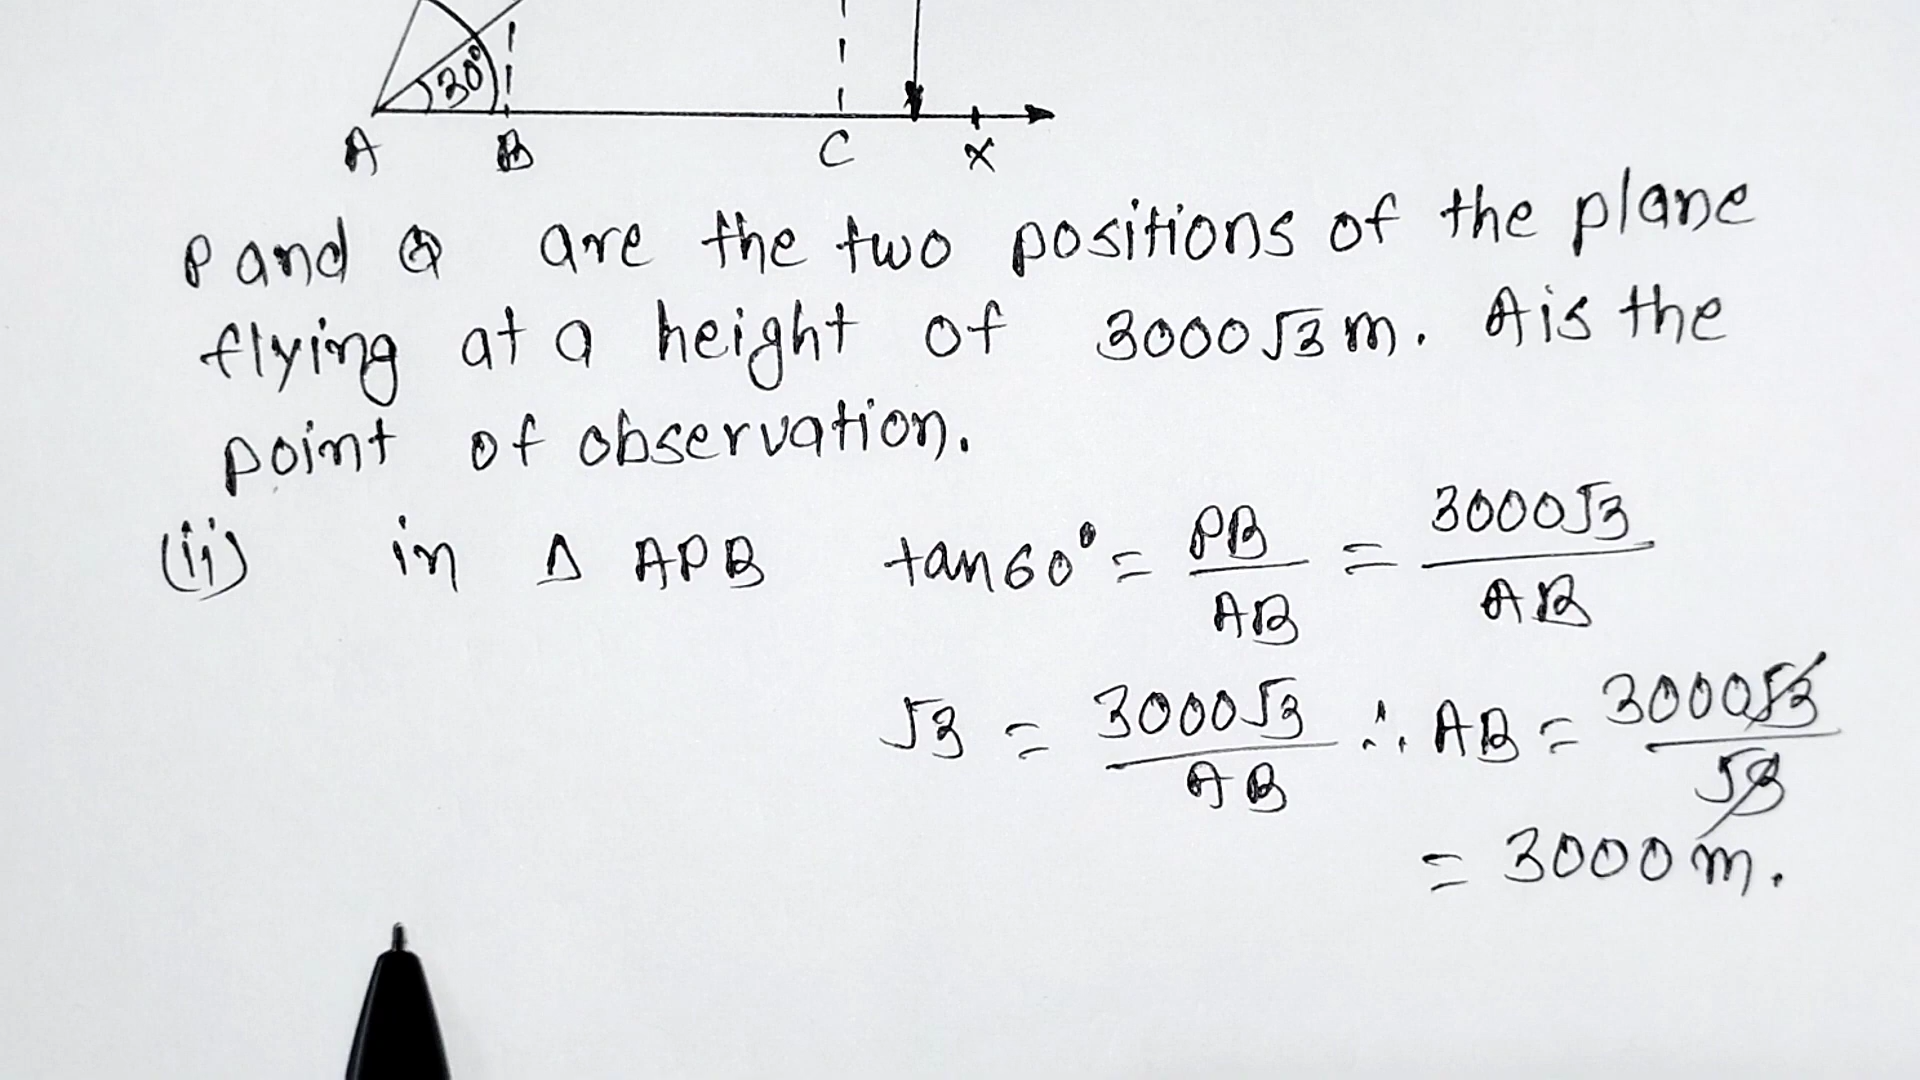 30°
A B C X
P and Q are the two positions of the plane
flying at a height of 3000√3 m. A is the
point of observation.
(ii) in Δ APB tan60° = PB/AB = 3000√3/AB
√3 = 3000√3/AB ∴ AB = 3000√3/√3
= 3000 m.